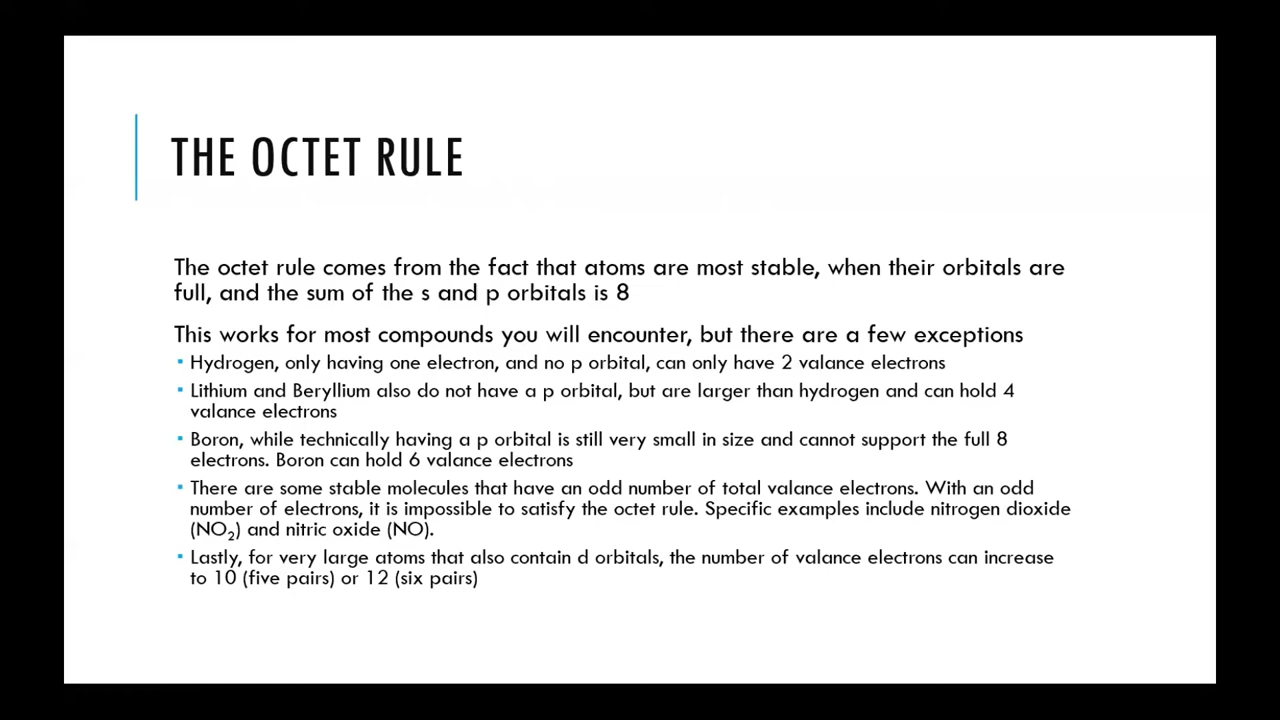 THE OCTET RULE
The octet rule comes from the fact that atoms are most stable, when their orbitals are
full, and the sum of the s and p orbitals is 8
This works for most compounds you will encounter, but there are a few exceptions
▪ Hydrogen, only having one electron, and no p orbital, can only have 2 valance electrons
▪ Lithium and Beryllium also do not have a p orbital, but are larger than hydrogen and can hold 4
valance electrons
▪ Boron, while technically having a p orbital is still very small in size and cannot support the full 8
electrons. Boron can hold 6 valance electrons
▪ There are some stable molecules that have an odd number of total valance electrons. With an odd
number of electrons, it is impossible to satisfy the octet rule. Specific examples include nitrogen dioxide
(NO₂) and nitric oxide (NO).
▪ Lastly, for very large atoms that also contain d orbitals, the number of valance electrons can increase
to 10 (five pairs) or 12 (six pairs)